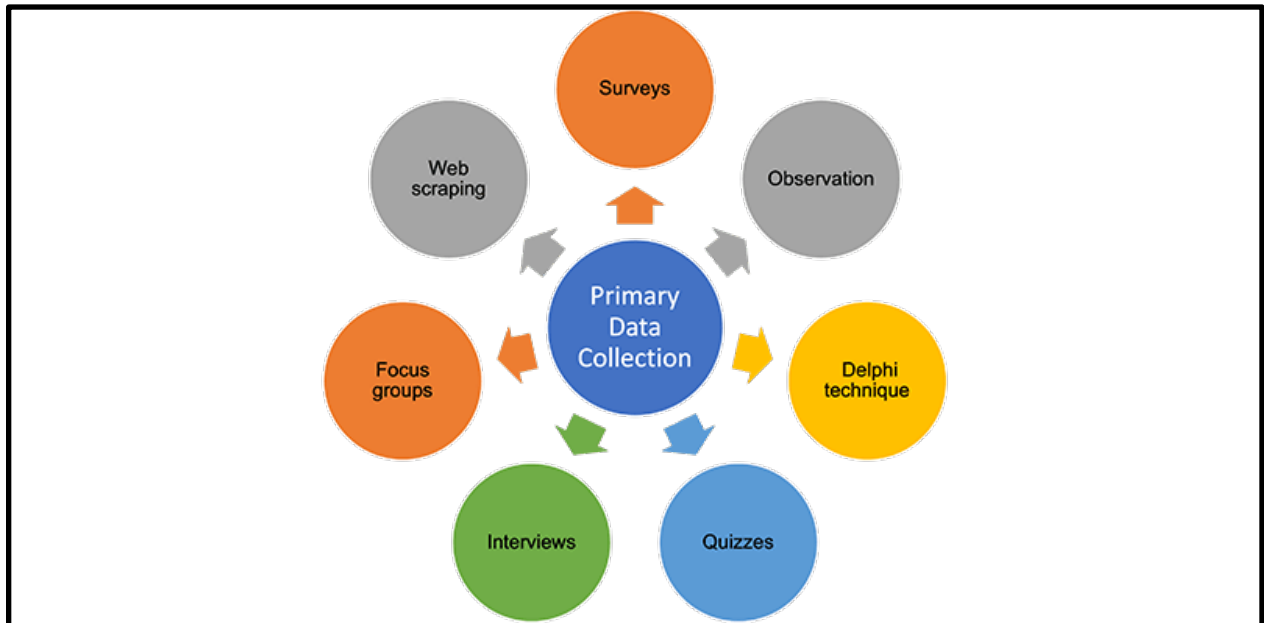 Surveys
Web
scraping
Observation
Primary
Data
Collection
Focus
groups
Delphi
technique
Interviews
Quizzes